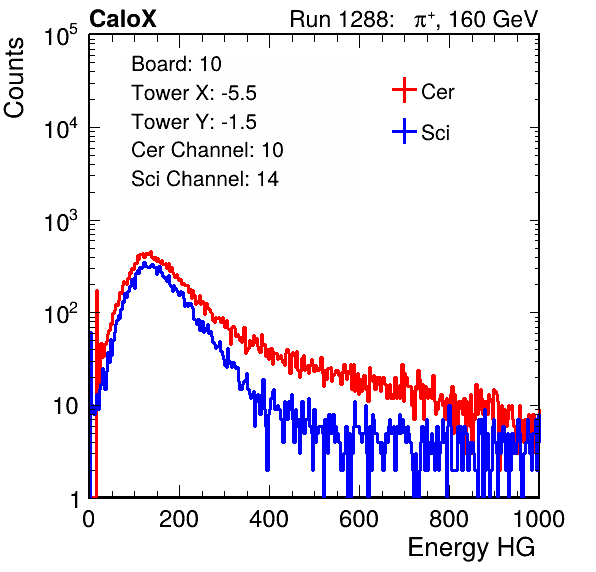 CaloX Run 1288: π⁺, 160 GeV
Counts
Board: 10
Tower X: -5.5
Tower Y: -1.5
Cer Channel: 10
Sci Channel: 14
Cer
Sci
10⁵
10⁴
10³
10²
10
1
0 200 400 600 800 1000
Energy HG